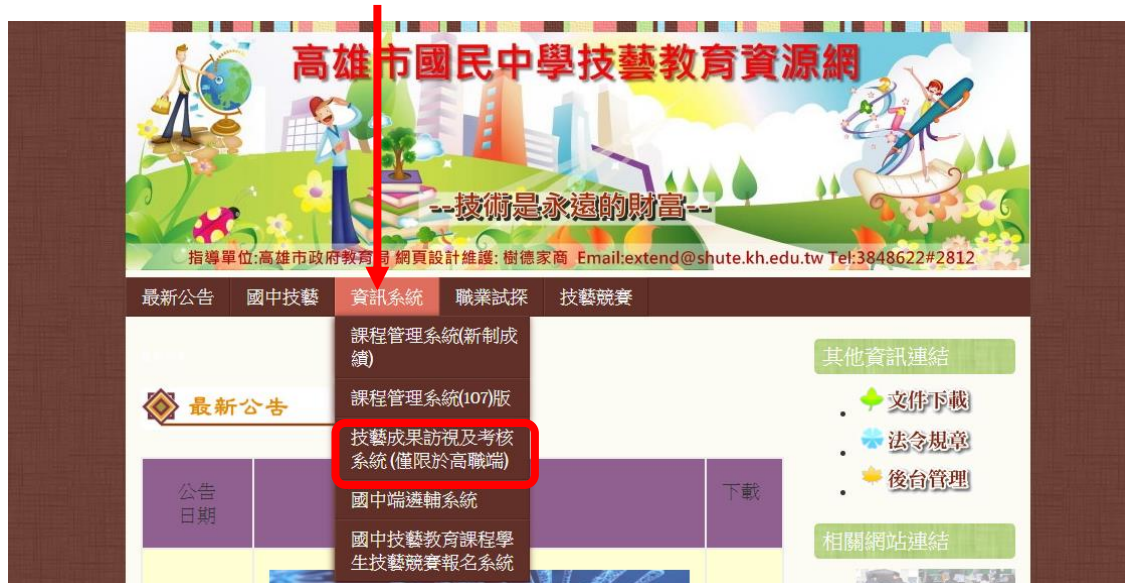 高雄市國民中學技藝教育資源網
--技術是永遠的財富--
指導單位:高雄市政府教育局 網頁設計維護: 樹德家商 Email:extend@shute.kh.edu.tw Tel:3848622#2812
最新公告 國中技藝 資訊系統 職業試探 技藝競賽
課程管理系統(新制成
績)
課程管理系統(107)版
技藝成果訪視及考核
系統 (僅限於高職端)
國中端遴輔系統
國中技藝教育課程學
生技藝競賽報名系統
最新公告
公告
日期
下載
其他資訊連結
文件下載
法令規章
後台管理
相關網站連結